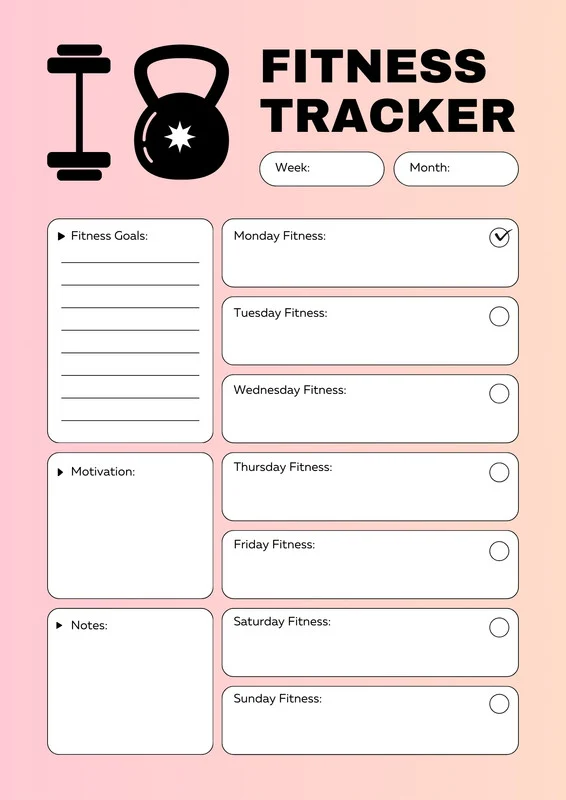 FITNESS
TRACKER
Week:
Month:
Fitness Goals:
Motivation:
Notes:
Monday Fitness:
Tuesday Fitness:
Wednesday Fitness:
Thursday Fitness:
Friday Fitness:
Saturday Fitness:
Sunday Fitness: